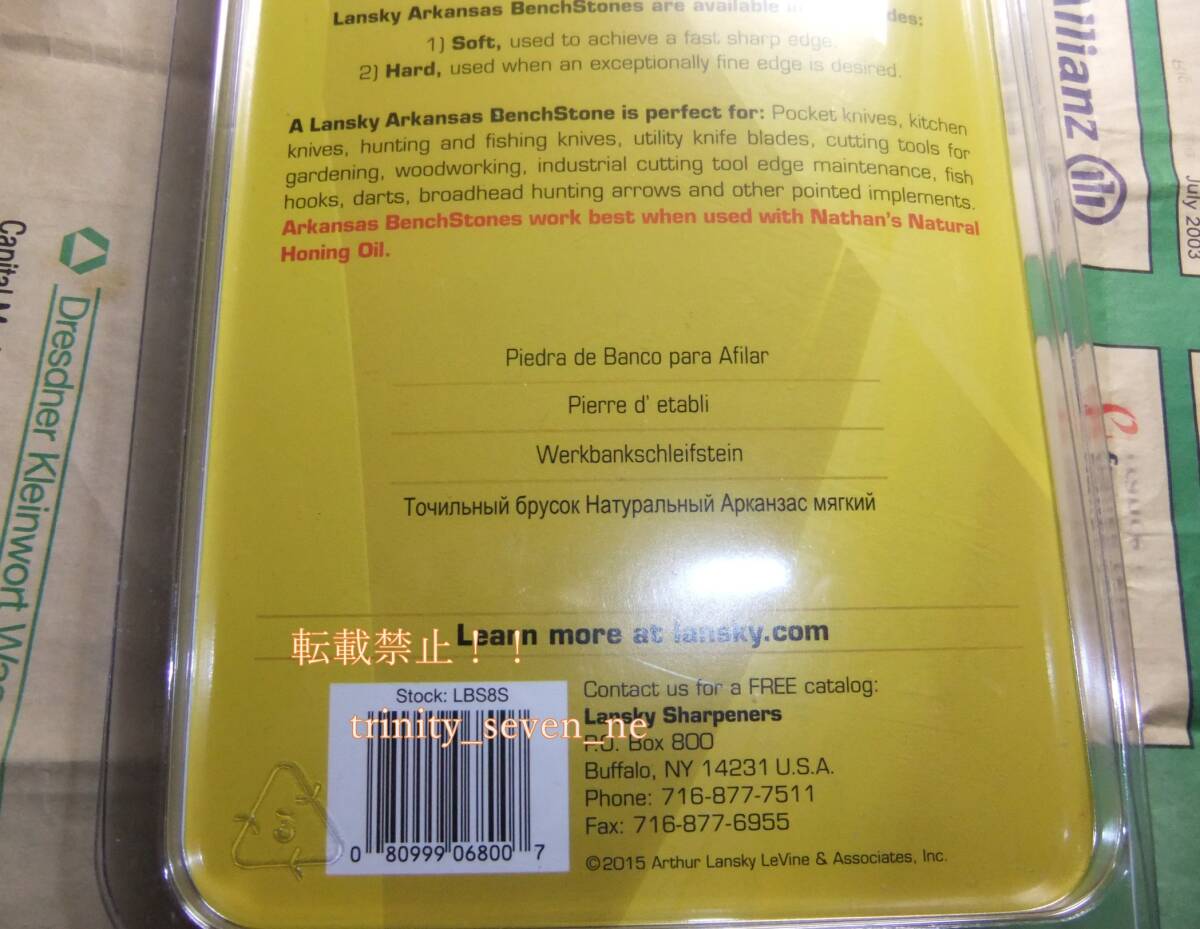 Lansky Arkansas BenchStones are available
1) Soft, used to achieve a fast sharp edge.
2) Hard, used when an exceptionally fine edge is desired.
A Lansky Arkansas BenchStone is perfect for: Pocket knives, kitchen
knives, hunting and fishing knives, utility knife blades, cutting tools for
gardening, woodworking, industrial cutting tool edge maintenance, fish
hooks, darts, broadhead hunting arrows and other pointed implements.
Arkansas BenchStones work best when used with Nathan's Natural
Honing Oil.
Piedra de Banco para Afilar
Pierre d' etabli
Werkbankschleifstein
Точильный брусок Натуральный Арканзас мягкий
Learn more at lansky.com
転載禁止！！
Stock: LBS8S
trinity_seven_ne
0 80999 06800 7
Contact us for a FREE catalog:
Lansky Sharpeners
P.O. Box 800
Buffalo, NY 14231 U.S.A.
Phone: 716-877-7511
Fax: 716-877-6955
©2015 Arthur Lansky LeVine & Associates, Inc.
3
Capital
Dresdner Kleinwort
Allianz
July 2003